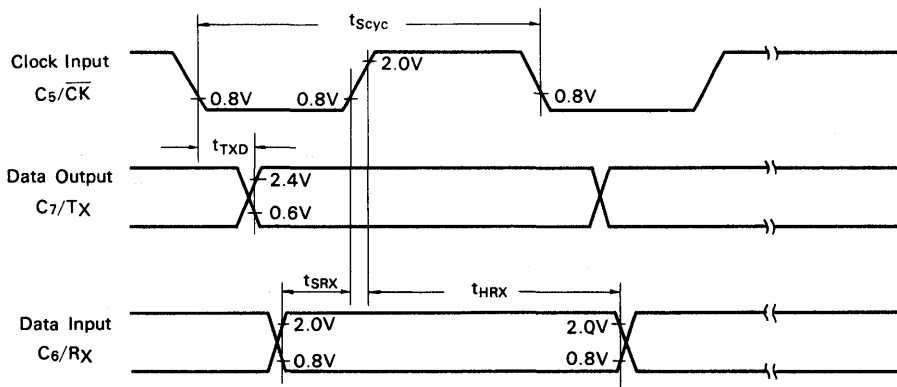 tScyc
Clock Input
C5/CK
2.0V
0.8V
0.8V
0.8V
tTXD
Data Output
C7/TX
2.4V
0.6V
tSRX
tHRX
Data Input
C6/RX
2.0V
2.0V
0.8V
0.8V